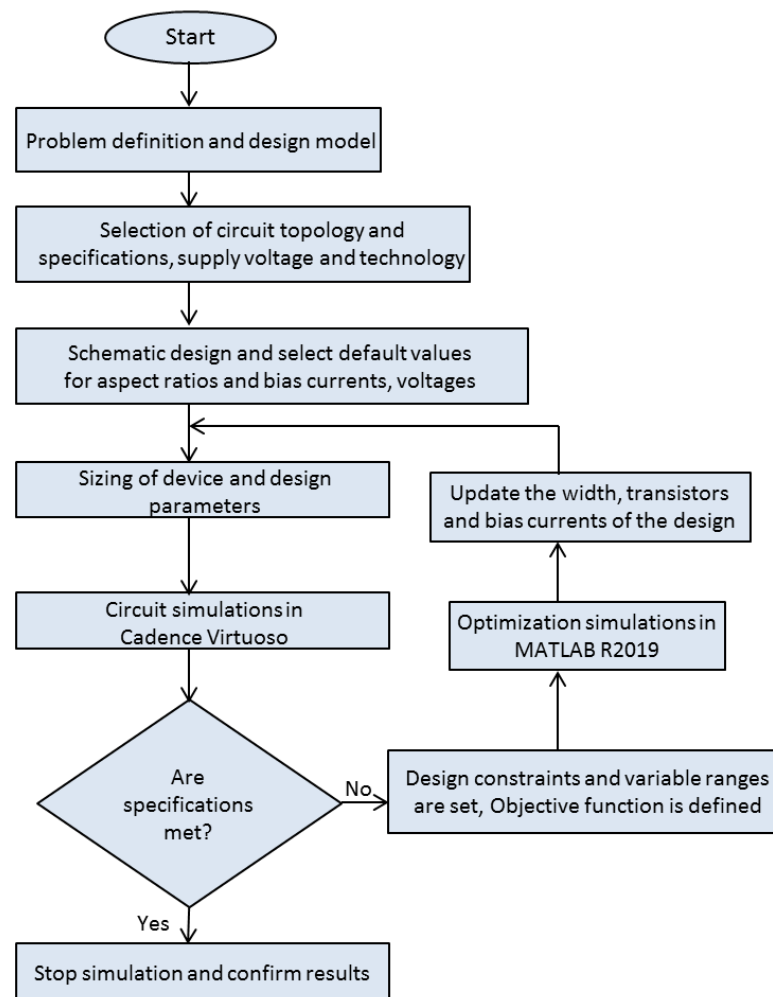 Start
Problem definition and design model
Selection of circuit topology and
specifications, supply voltage and technology
Schematic design and select default values
for aspect ratios and bias currents, voltages
Sizing of device and design
parameters
Update the width, transistors
and bias currents of the design
Circuit simulations in
Cadence Virtuoso
Optimization simulations in
MATLAB R2019
Are
specifications
met?
No
Design constraints and variable ranges
are set, Objective function is defined
Yes
Stop simulation and confirm results